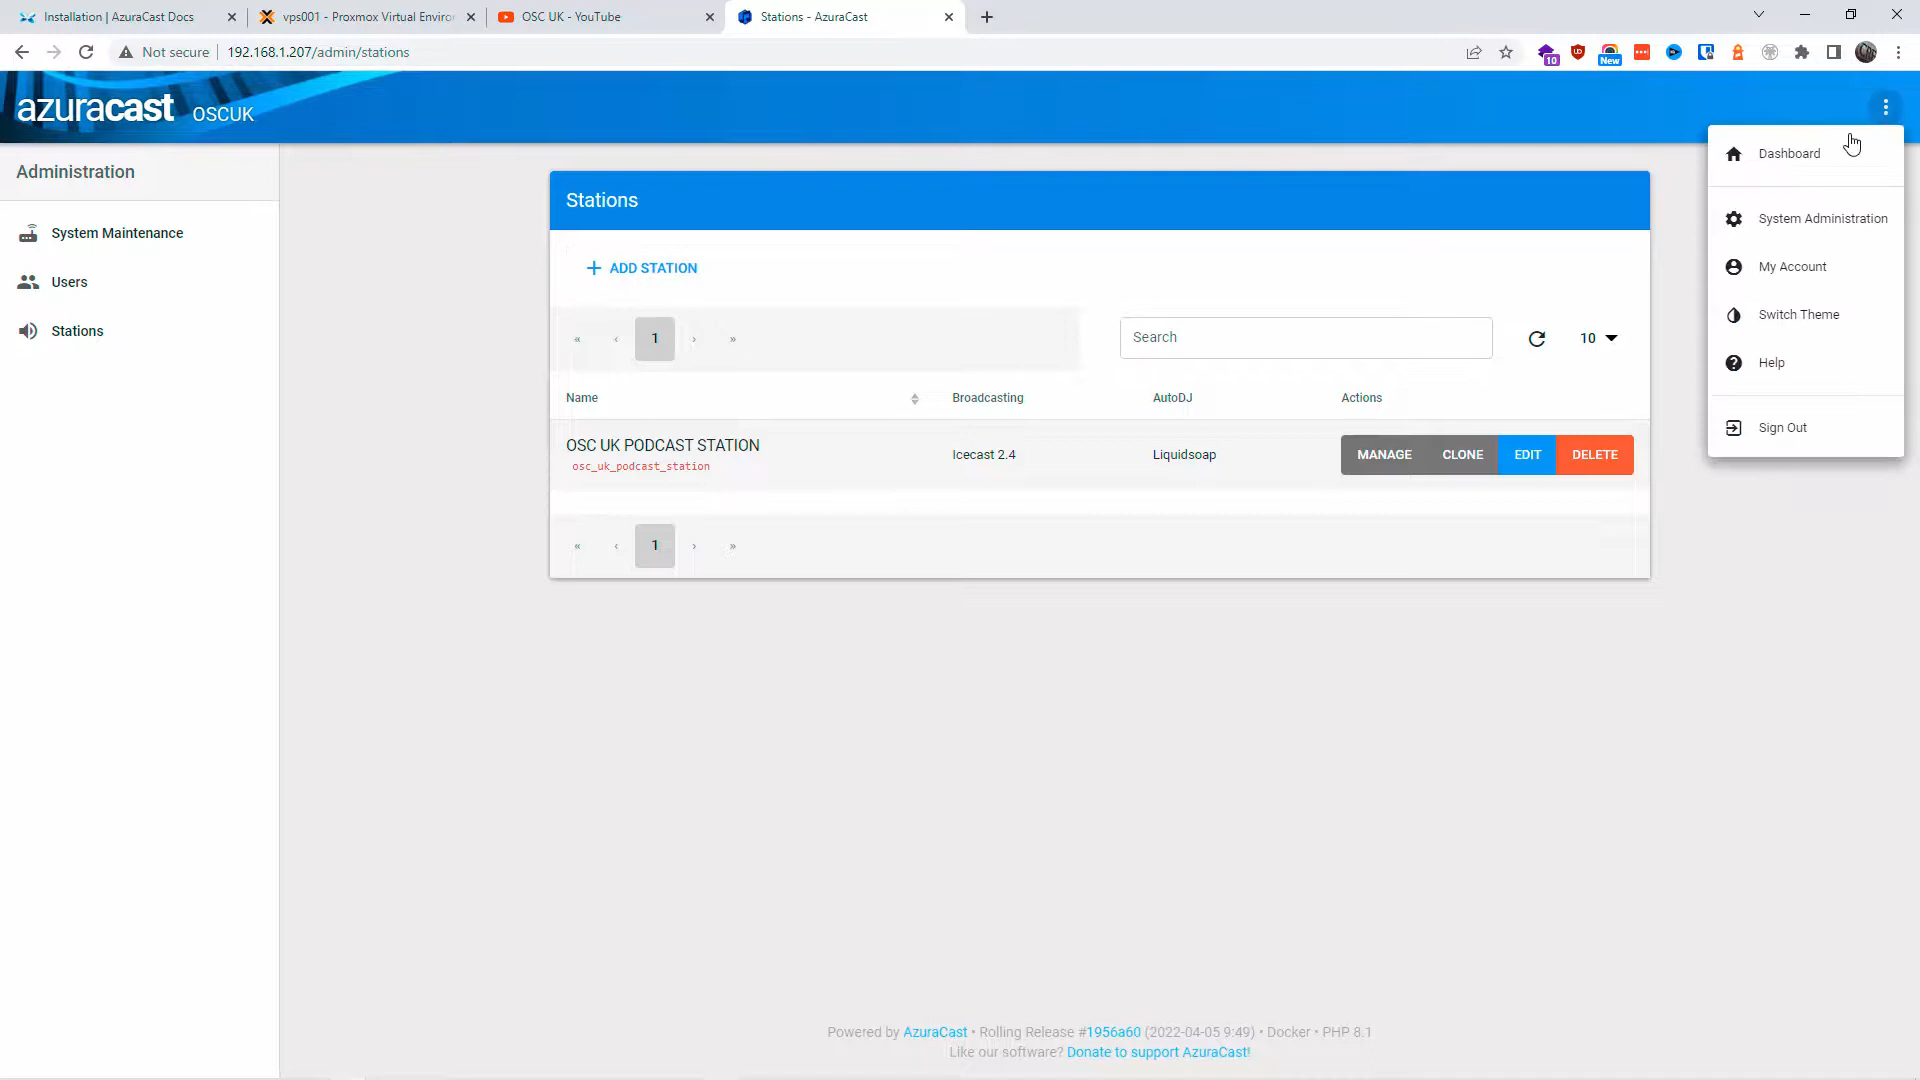 Installation | AzuraCast Docs
vps001 - Proxmox Virtual Enviro
OSC UK - YouTube
Stations - AzuraCast
Not secure
192.168.1.207/admin/stations
10
New
azuracast OSCUK
Administration
System Maintenance
Users
Stations
Stations
ADD STATION
« ‹ 1 › »
Search
10
Name
Broadcasting
AutoDJ
Actions
OSC UK PODCAST STATION
osc_uk_podcast_station
Icecast 2.4
Liquidsoap
MANAGE
CLONE
EDIT
DELETE
« ‹ 1 › »
Dashboard
System Administration
My Account
Switch Theme
Help
Sign Out
Powered by AzuraCast • Rolling Release #1956a60 (2022-04-05 9:49) • Docker • PHP 8.1
Like our software? Donate to support AzuraCast!